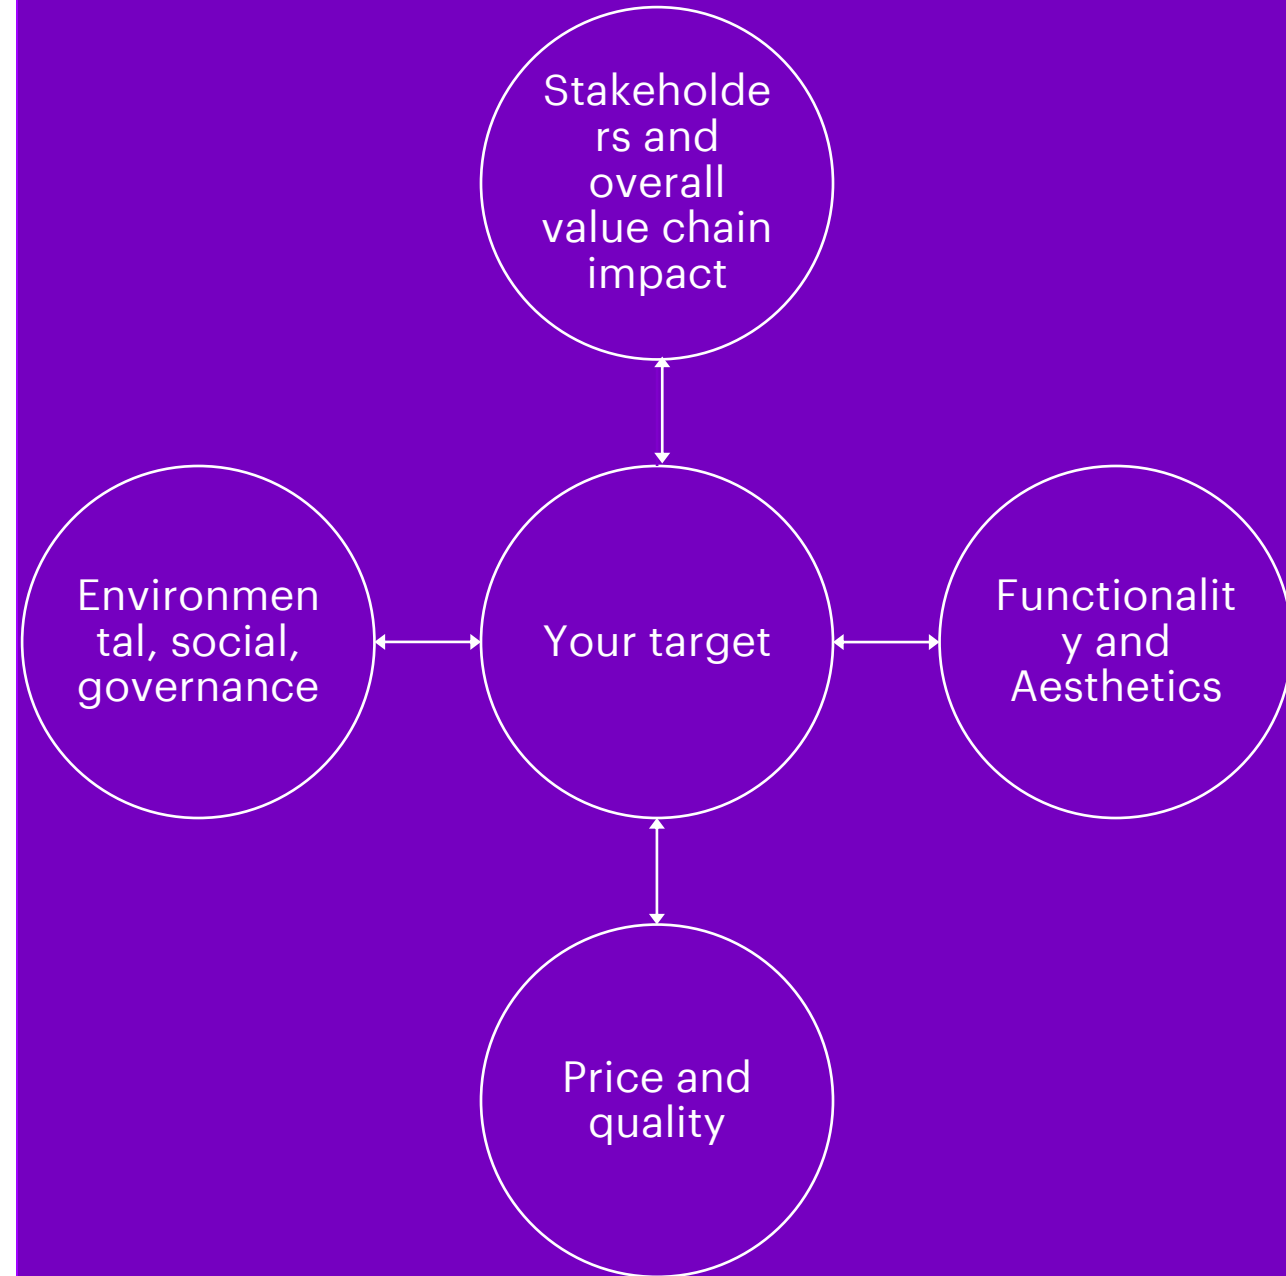 Stakeholde
rs and
overall
value chain
impact
Environmen
tal, social,
governance
Your target
Functionalit
y and
Aesthetics
Price and
quality